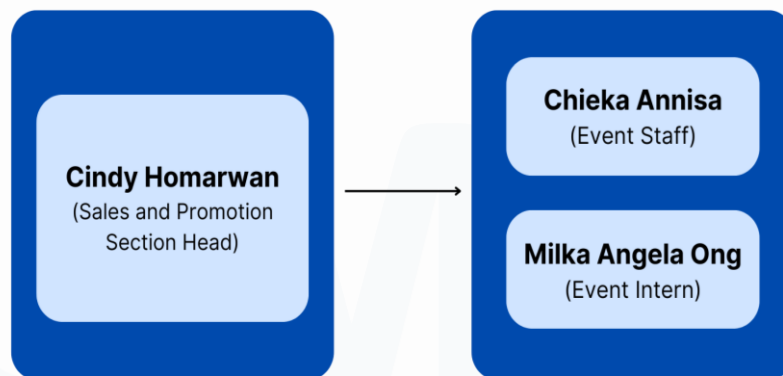 Cindy Homarwan
(Sales and Promotion
Section Head)
Chieka Annisa
(Event Staff)
Milka Angela Ong
(Event Intern)